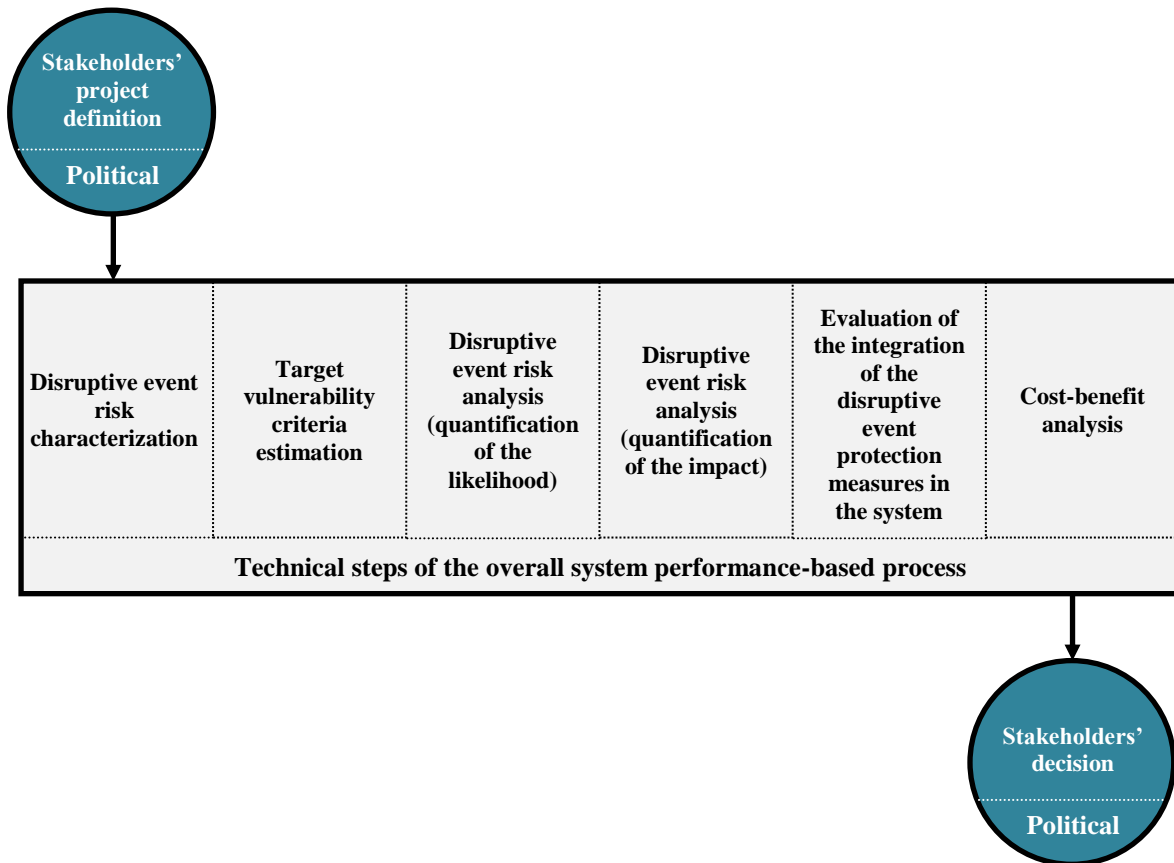 Stakeholders’
project
definition
Political
Disruptive event
risk
characterization
Target
vulnerability
criteria
estimation
Disruptive
event risk
analysis
(quantification
of the
likelihood)
Disruptive
event risk
analysis
(quantification
of the impact)
Evaluation of
the integration
of the
disruptive
event
protection
measures in
the system
Cost-benefit
analysis
Technical steps of the overall system performance-based process
Stakeholders’
decision
Political